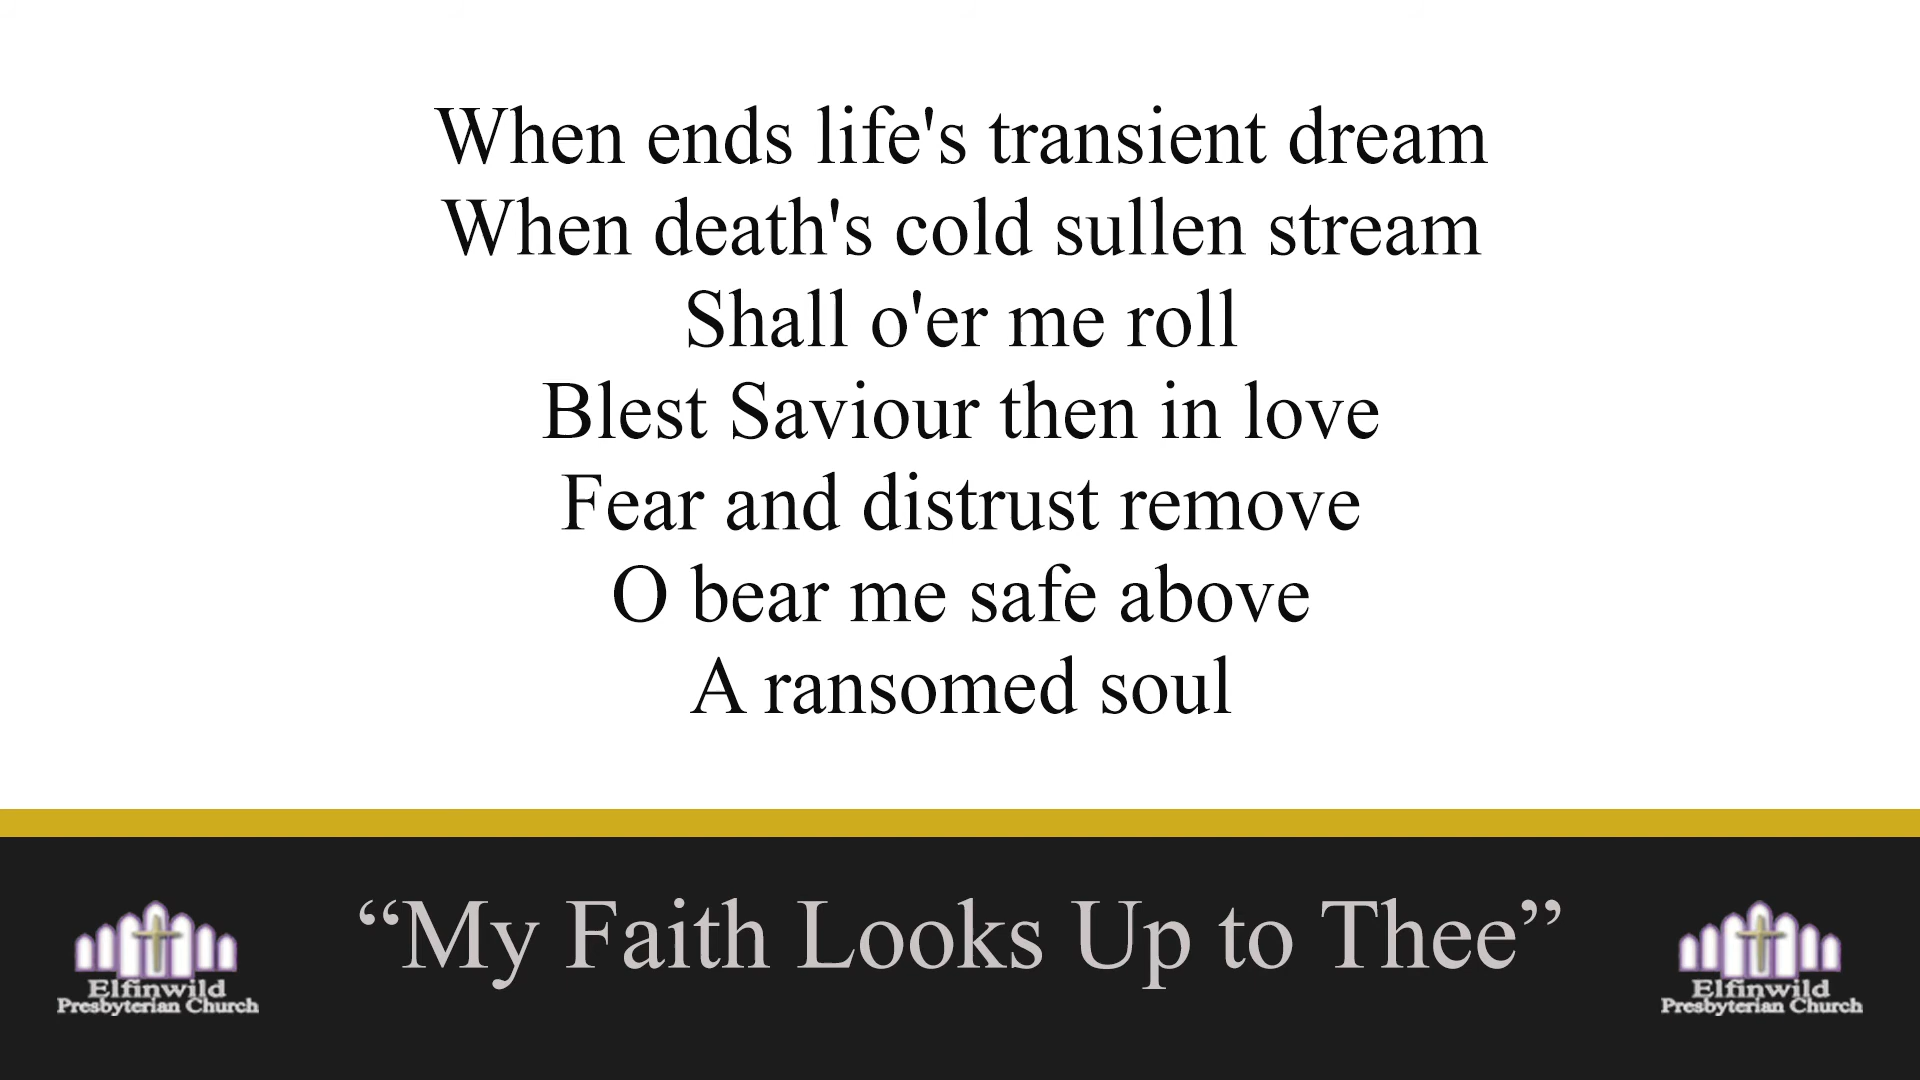 When ends life's transient dream
When death's cold sullen stream
Shall o'er me roll
Blest Saviour then in love
Fear and distrust remove
O bear me safe above
A ransomed soul
“My Faith Looks Up to Thee”
Elfinwild
Presbyterian Church
Elfinwild
Presbyterian Church